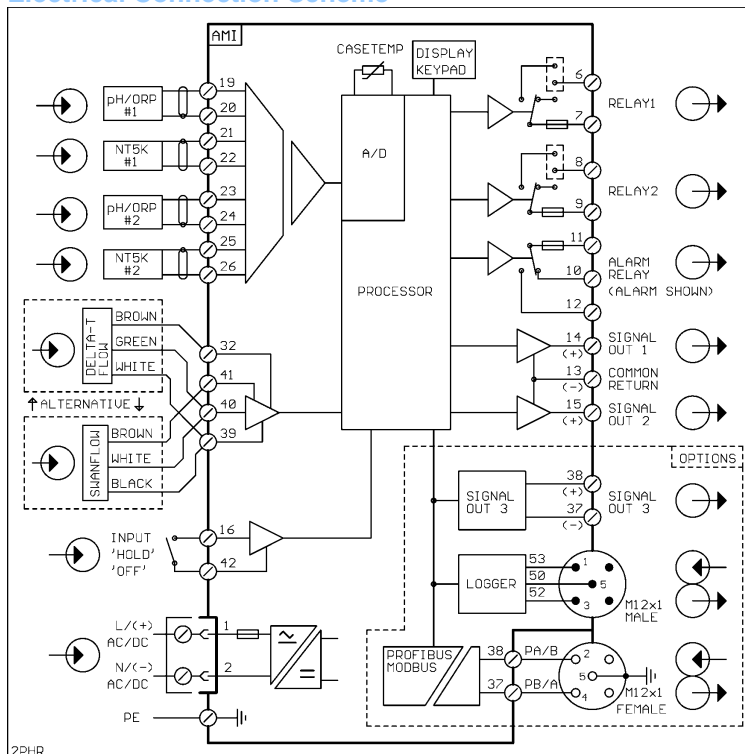 AMI
CASETEMP
DISPLAY
KEYPAD
pH/ORP
#1
19
20
NT5K
#1
21
22
pH/ORP
#2
23
24
NT5K
#2
25
26
A/D
PROCESSOR
6
RELAY1
7
8
RELAY2
9
11
10
ALARM
RELAY
(ALARM SHOWN)
12
14
(+)
SIGNAL
OUT 1
13
(-)
COMMON
RETURN
15
(+)
SIGNAL
OUT 2
DELTA-T
FLOW
BROWN
GREEN
WHITE
32
41
40
39
↑ ALTERNATIVE ↓
SWANFLOW
BROWN
WHITE
BLACK
INPUT
'HOLD'
'OFF'
16
42
OPTIONS
SIGNAL
OUT 3
38
(+)
37
(-)
SIGNAL
OUT 3
LOGGER
53
50
52
1
5
3
M12x1
MALE
L/(+)
AC/DC
1
N/(-)
AC/DC
2
PE
PROFIBUS
MODBUS
38
PA/B
37
PB/A
2
5
4
M12x1
FEMALE
2PHR